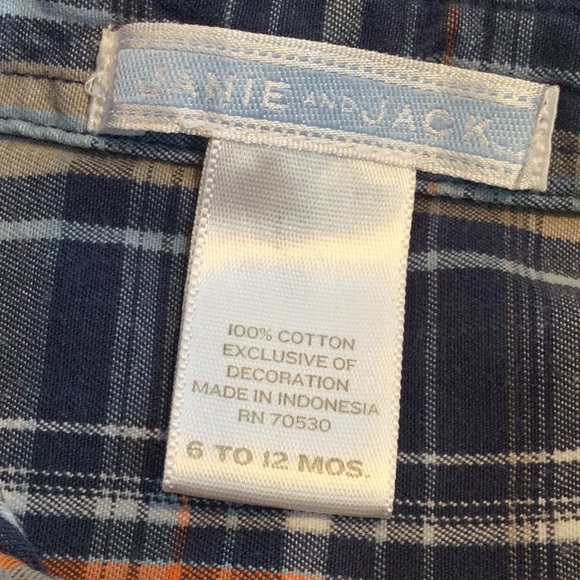 JANIE AND JACK
100% COTTON
EXCLUSIVE OF
DECORATION
MADE IN INDONESIA
RN 70530
6 TO 12 MOS.